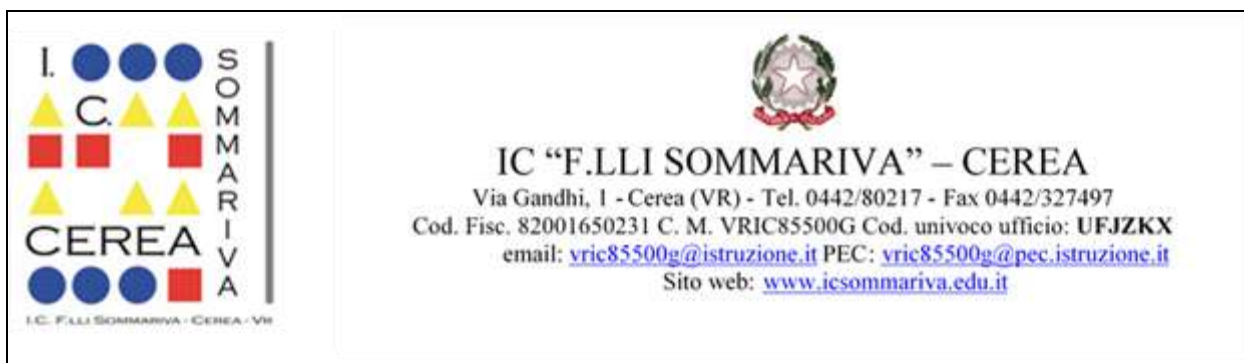 I.
C.
CEREA
SOMMARIVA
I.C. F.LLI SOMMARIVA - CEREA - VR
IC “F.LLI SOMMARIVA” – CEREA
Via Gandhi, 1 - Cerea (VR) - Tel. 0442/80217 - Fax 0442/327497
Cod. Fisc. 82001650231 C. M. VRIC85500G Cod. univoco ufficio: UFJZKX
email: vric85500g@istruzione.it PEC: vric85500g@pec.istruzione.it
Sito web: www.icsommariva.edu.it